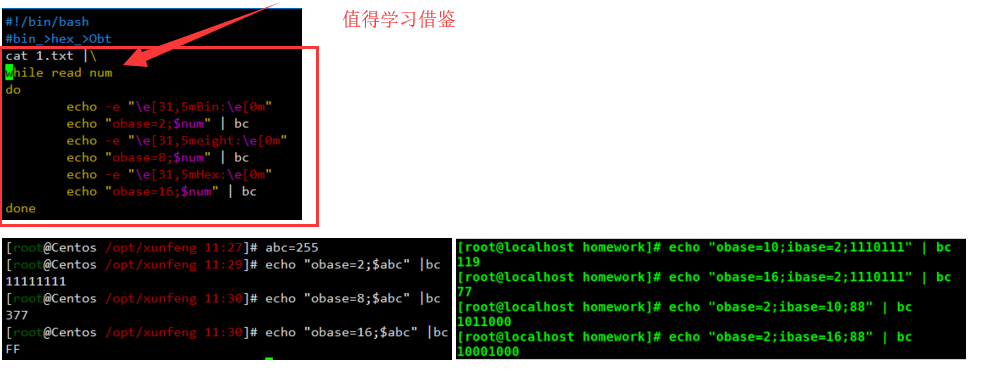 值得学习借鉴
#!/bin/bash
#bin_>hex_>Obt
cat 1.txt |\
while read num
do
echo -e "\e[31,5mBin:\e[0m"
echo "obase=2;$num" | bc
echo -e "\e[31,5meight:\e[0m"
echo "obase=8;$num" | bc
echo -e "\e[31,5mHex:\e[0m"
echo "obase=16;$num" | bc
done
[root@Centos /opt/xunfeng 11:27]# abc=255
[root@Centos /opt/xunfeng 11:29]# echo "obase=2;$abc" |bc
11111111
[root@Centos /opt/xunfeng 11:30]# echo "obase=8;$abc" |bc
377
[root@Centos /opt/xunfeng 11:30]# echo "obase=16;$abc" |bc
FF
[root@localhost homework]# echo "obase=10;ibase=2;1110111" | bc
119
[root@localhost homework]# echo "obase=16;ibase=2;1110111" | bc
77
[root@localhost homework]# echo "obase=2;ibase=10;88" | bc
1011000
[root@localhost homework]# echo "obase=2;ibase=16;88" | bc
10001000